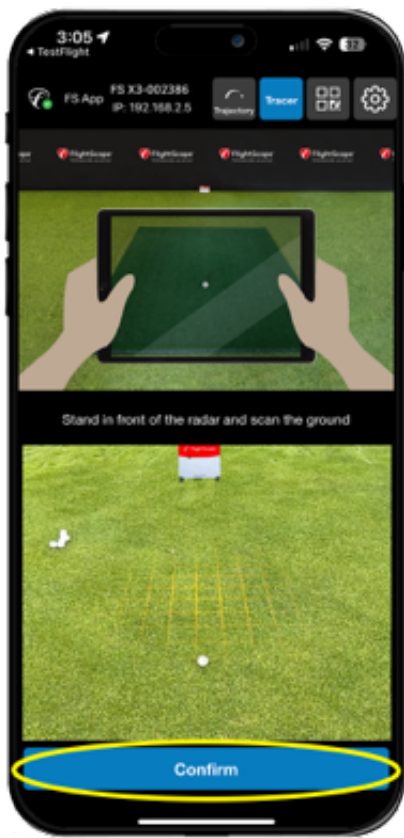 3:05
TestFlight
32
FS App
FS X3-002386
IP: 192.168.2.5
Trajectory
Tracer
FlightScope FlightScope FlightScope FlightScope
Stand in front of the radar and scan the ground
Confirm